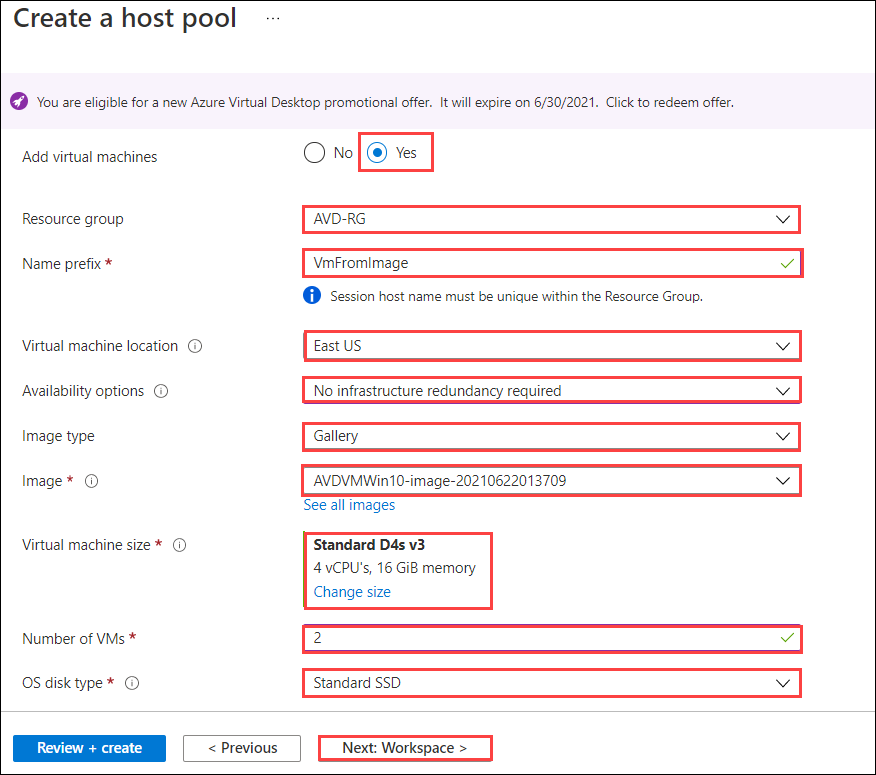 Create a host pool ...
You are eligible for a new Azure Virtual Desktop promotional offer. It will expire on 6/30/2021. Click to redeem offer.
Add virtual machines No Yes
Resource group AVD-RG
Name prefix * VmFromImage
Session host name must be unique within the Resource Group.
Virtual machine location East US
Availability options No infrastructure redundancy required
Image type Gallery
Image * AVDVMWin10-image-20210622013709
See all images
Virtual machine size * Standard D4s v3
4 vCPU's, 16 GiB memory
Change size
Number of VMs * 2
OS disk type * Standard SSD
Review + create < Previous Next: Workspace >